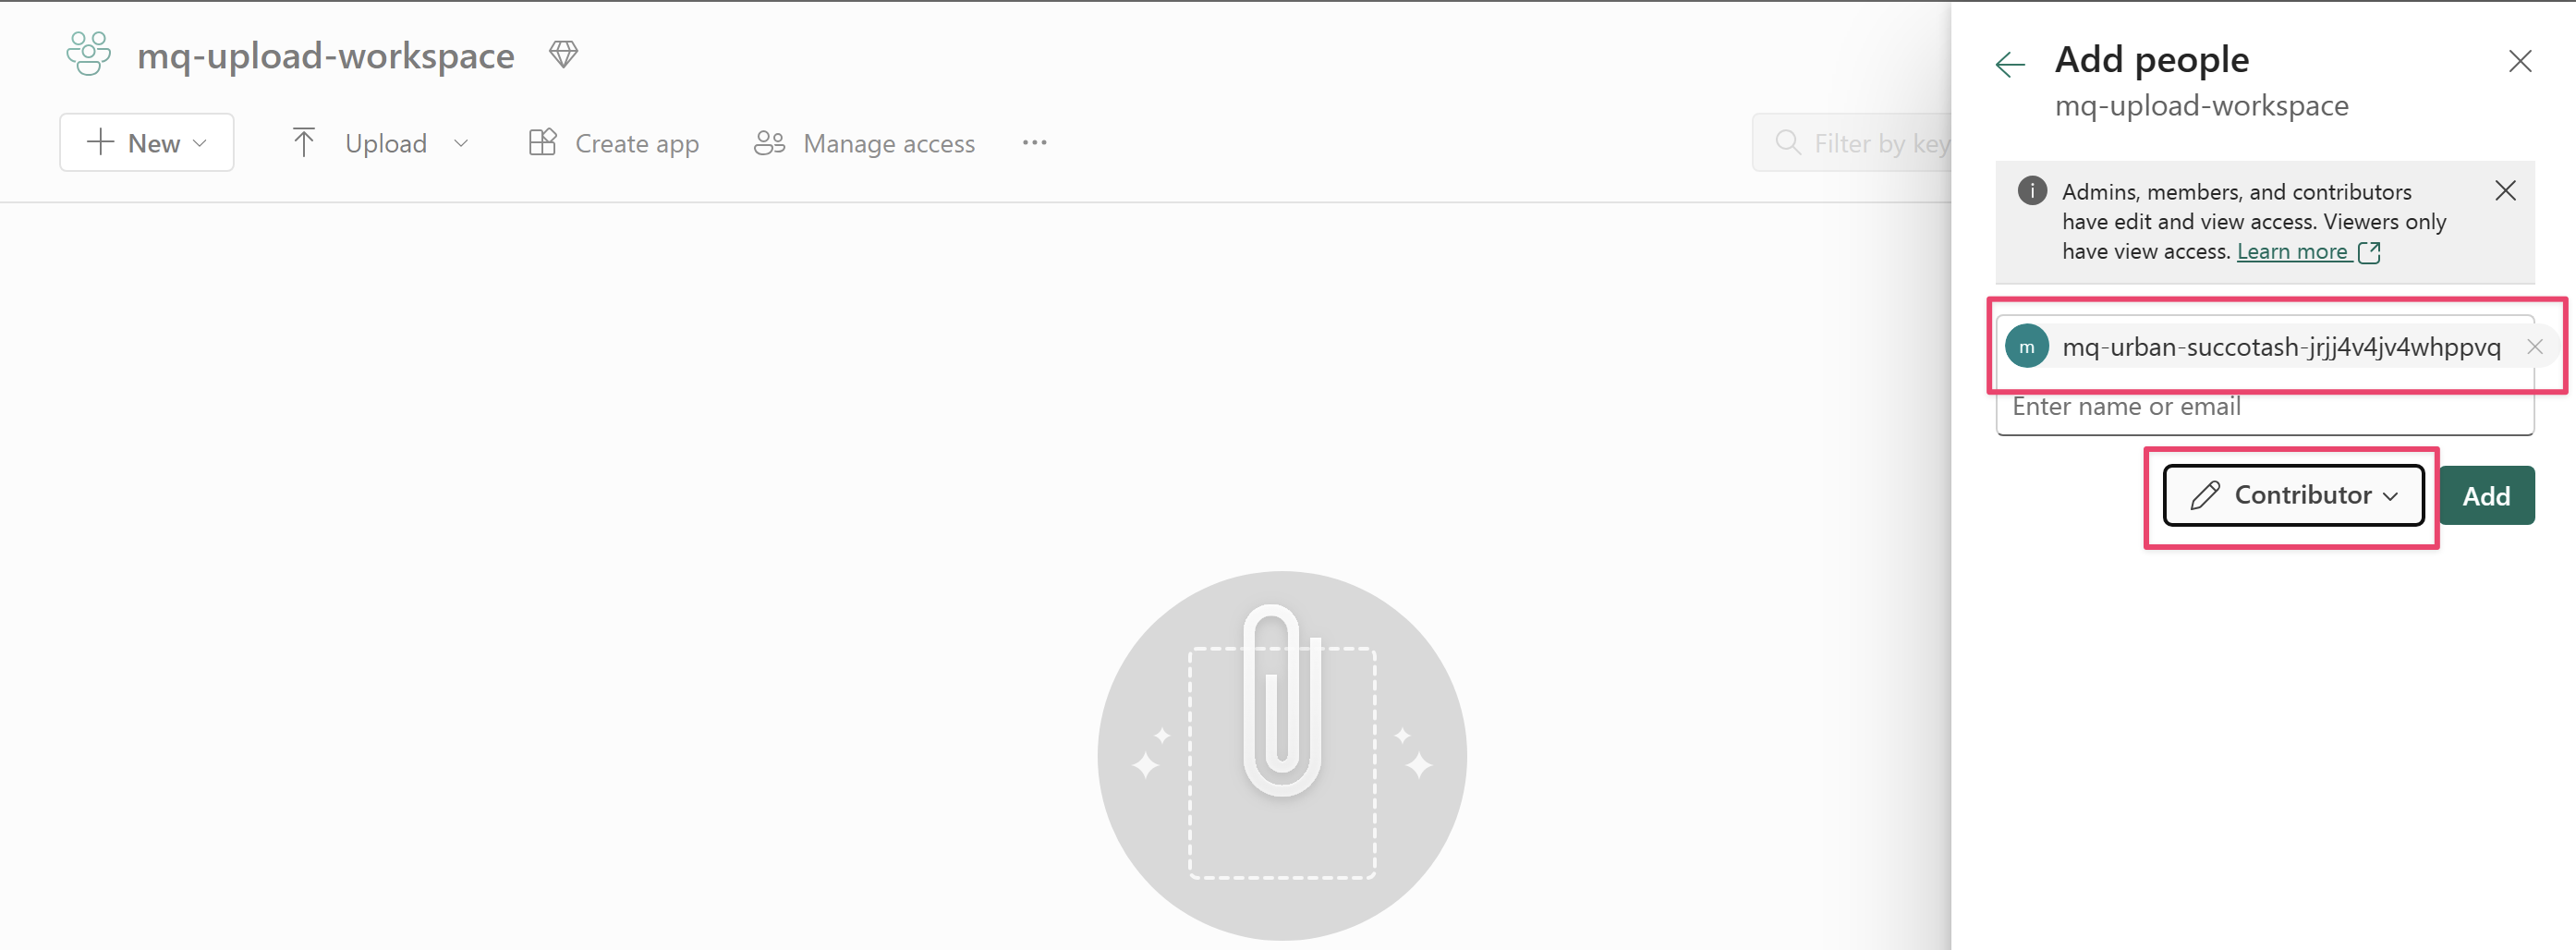 mq-upload-workspace
New
Upload
Create app
Manage access
Filter by key
Add people
mq-upload-workspace
Admins, members, and contributors
have edit and view access. Viewers only
have view access. Learn more
m
mq-urban-succotash-jrjj4v4jv4whppvq
Enter name or email
Contributor
Add